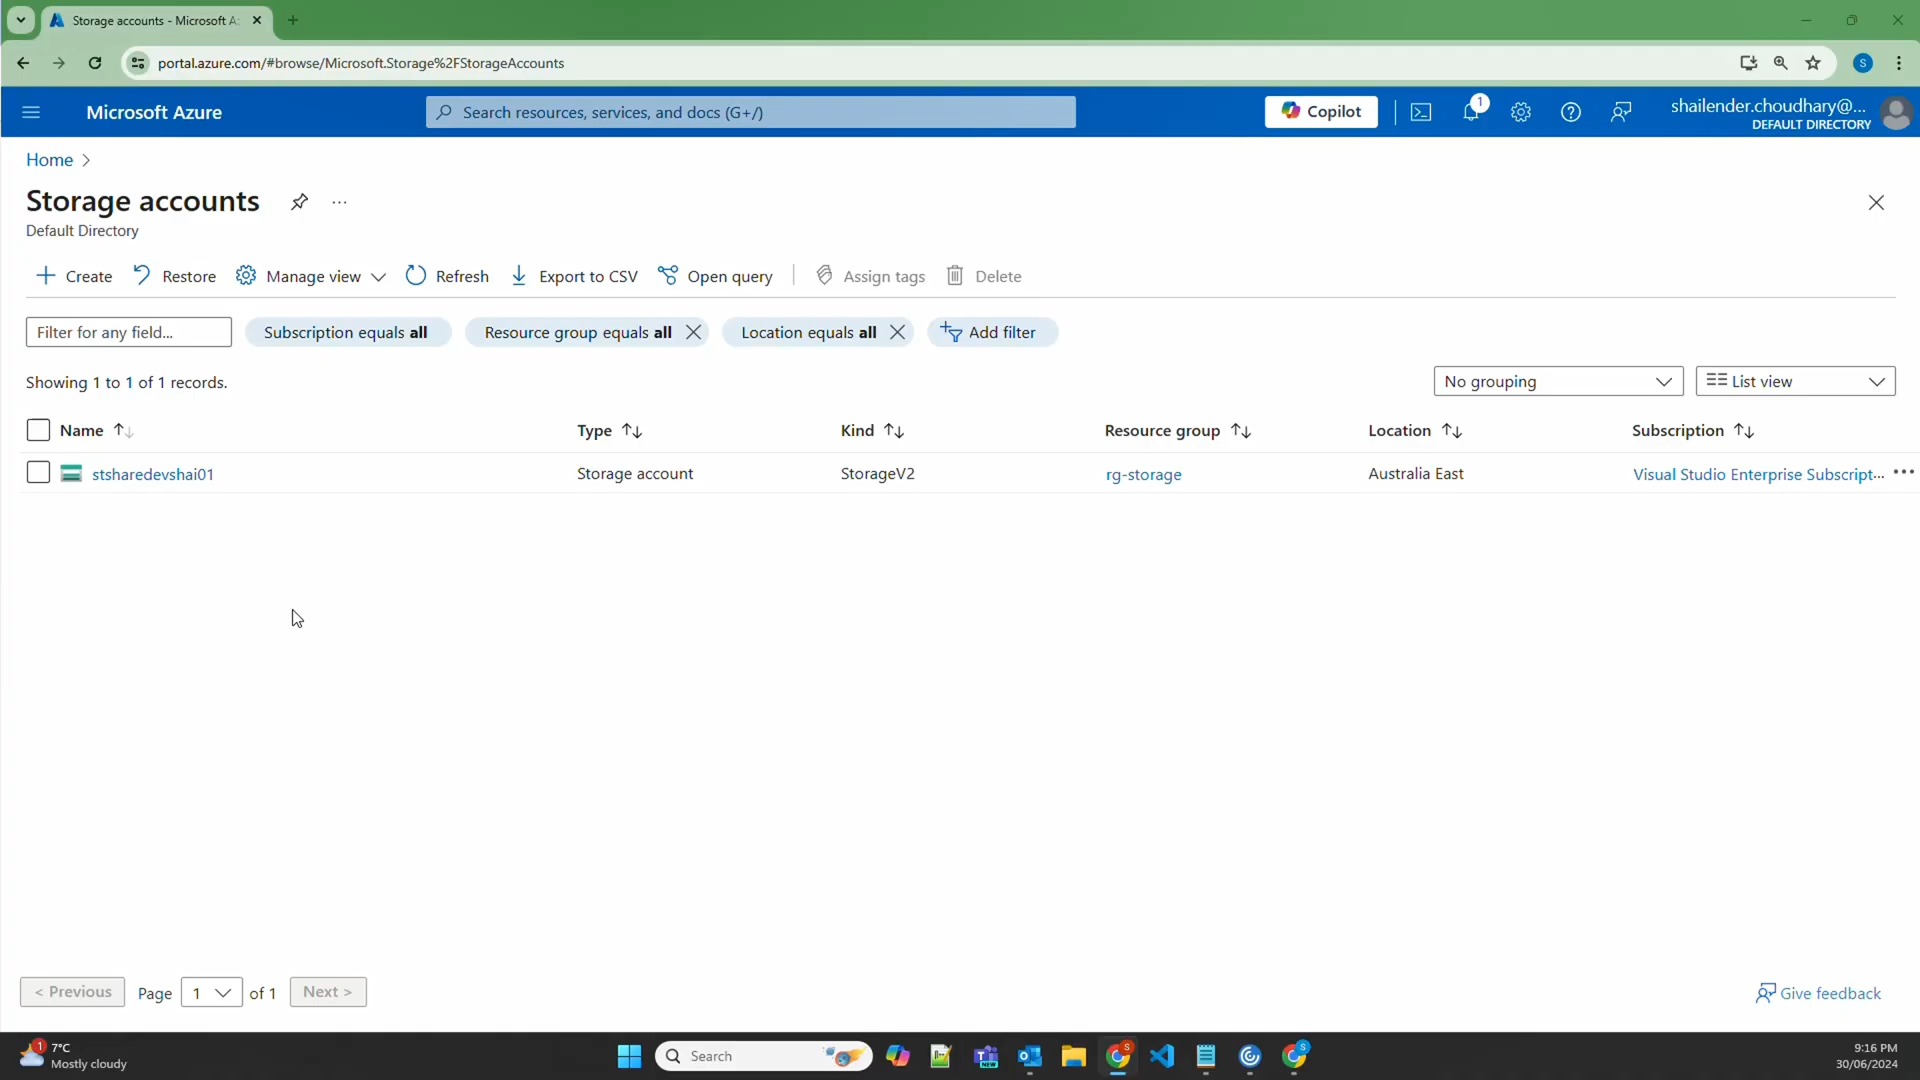 Storage accounts - Microsoft A
portal.azure.com/#browse/Microsoft.Storage%2FStorageAccounts
S
Microsoft Azure
Search resources, services, and docs (G+/)
Copilot
1
shailender.choudhary@...
DEFAULT DIRECTORY
Home
Storage accounts
Default Directory
Create
Restore
Manage view
Refresh
Export to CSV
Open query
Assign tags
Delete
Filter for any field...
Subscription equals all
Resource group equals all
Location equals all
Add filter
Showing 1 to 1 of 1 records.
No grouping
List view
Name
Type
Kind
Resource group
Location
Subscription
stsharedevshai01
Storage account
StorageV2
rg-storage
Australia East
Visual Studio Enterprise Subscript...
< Previous
Page
1
of 1
Next >
Give feedback
1
7°C
Mostly cloudy
Search
NEW
S
S
9:16 PM
30/06/2024